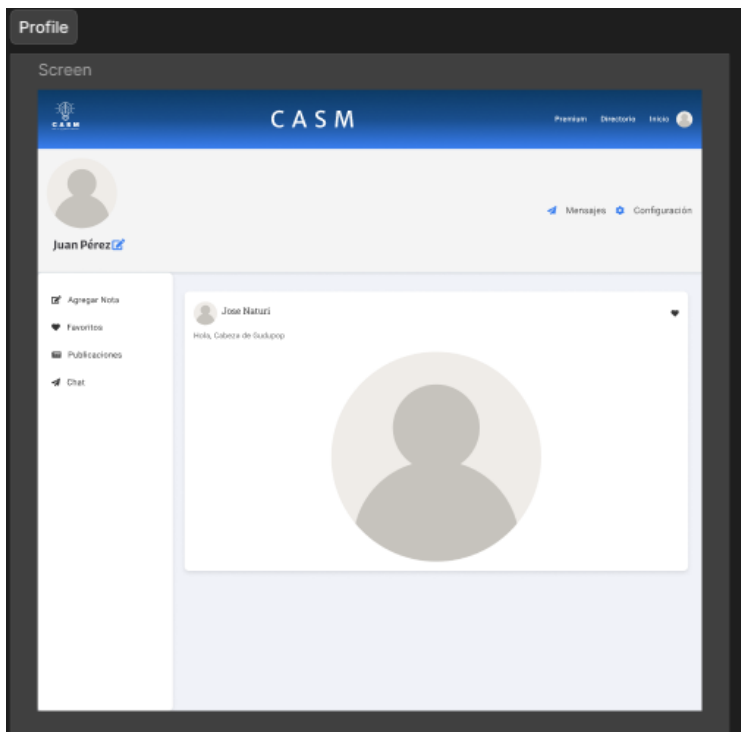 Profile
Screen
CASM
CASM
Premium Directorio Inicio
Mensajes Configuración
Juan Pérez
Agregar Nota
Favoritos
Publicaciones
Chat
Jose Naturi
Hola, Cabeza de Gudupop